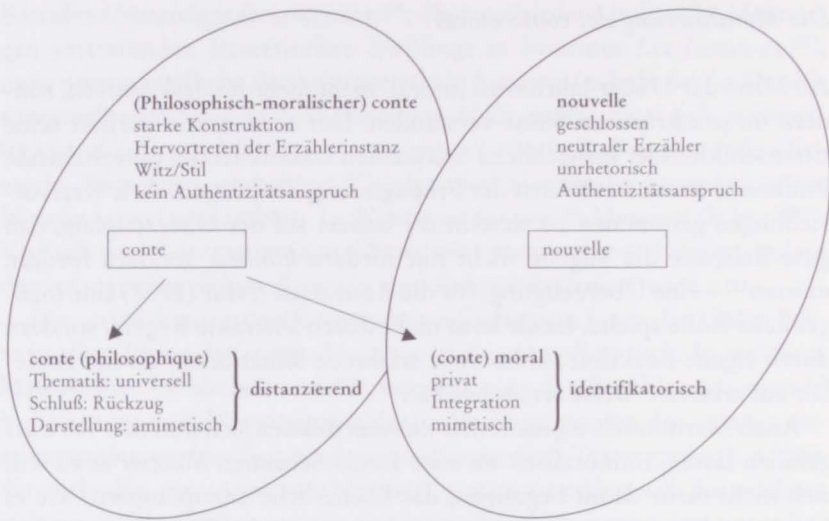 (Philosophisch-moralischer) conte
starke Konstruktion
Hervortreten der Erzählerinstanz
Witz/Stil
kein Authentizitätsanspruch
nouvelle
geschlossen
neutraler Erzähler
unrhetorisch
Authentizitätsanspruch
conte
nouvelle
conte (philosophique)
Thematik: universell
Schluß: Rückzug
Darstellung: amimetisch
distanzierend
(conte) moral
privat
Integration
mimetisch
identifikatorisch